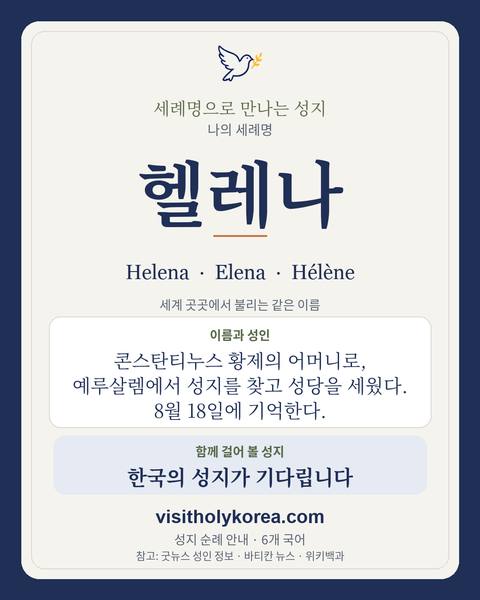 세례명으로 만나는 성지
나의 세례명
헬레나
Helena · Elena · Hélène
세계 곳곳에서 불리는 같은 이름
이름과 성인
콘스탄티누스 황제의 어머니로,
예루살렘에서 성지를 찾고 성당을 세웠다.
8월 18일에 기억한다.
함께 걸어 볼 성지
한국의 성지가 기다립니다
visitholykorea.com
성지 순례 안내 · 6개 국어
참고: 굿뉴스 성인 정보 · 바티칸 뉴스 · 위키백과